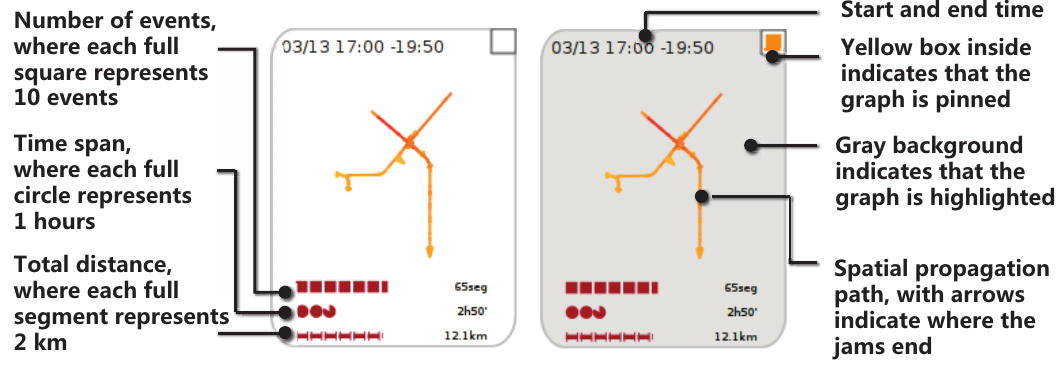 Number of events,
where each full
square represents
10 events
Time span,
where each full
circle represents
1 hours
Total distance,
where each full
segment represents
2 km
03/13 17:00 -19:50
65seg
2h50'
12.1km
03/13 17:00 -19:50
65seg
2h50'
12.1km
Start and end time
Yellow box inside
indicates that the
graph is pinned
Gray background
indicates that the
graph is highlighted
Spatial propagation
path, with arrows
indicate where the
jams end